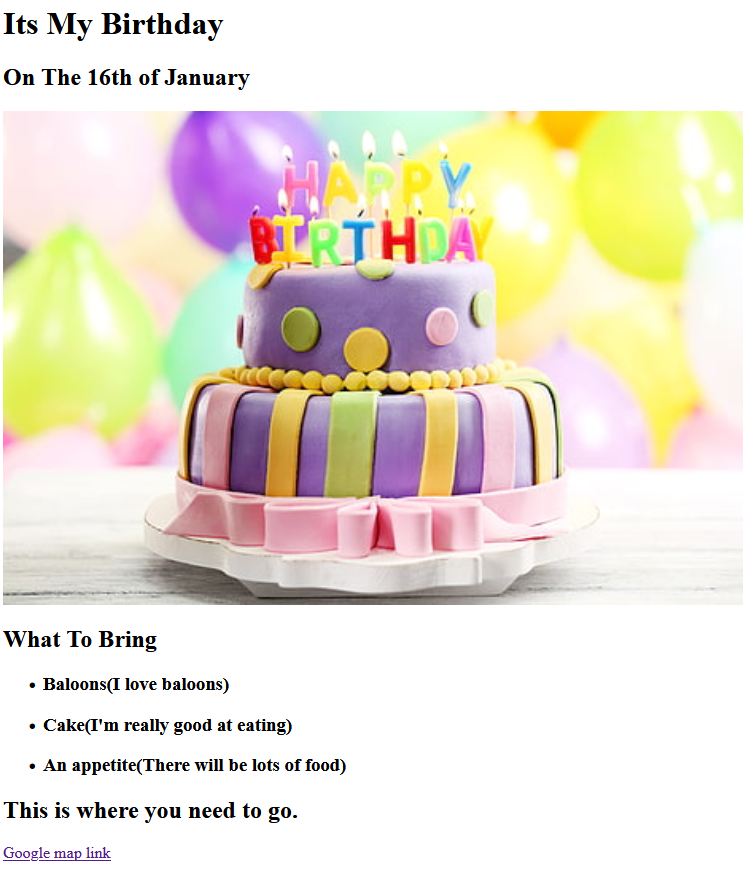 Its My Birthday
On The 16th of January
HAPPY
BIRTHDAY
What To Bring
• Baloons(I love baloons)
• Cake(I'm really good at eating)
• An appetite(There will be lots of food)
This is where you need to go.
Google map link